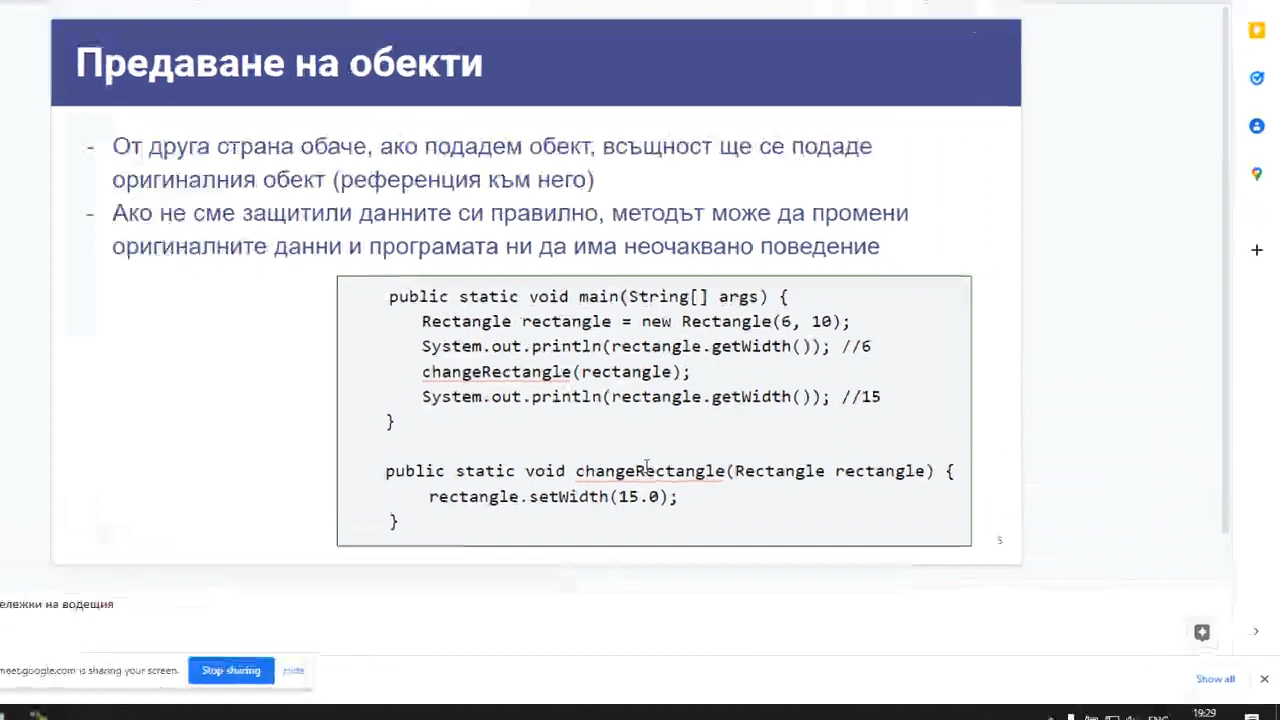 Предаване на обекти
- От друга страна обаче, ако подадем обект, всъщност ще се подаде
оригиналния обект (референция към него)
- Ако не сме защитили данните си правилно, методът може да промени
оригиналните данни и програмата ни да има неочаквано поведение
public static void main(String[] args) {
Rectangle rectangle = new Rectangle(6, 10);
System.out.println(rectangle.getWidth()); //6
changeRectangle(rectangle);
System.out.println(rectangle.getWidth()); //15
}
public static void changeRectangle(Rectangle rectangle) {
rectangle.setWidth(15.0);
}
5
ележки на водещия
meet.google.com is sharing your screen.
Stop sharing
Hide
Show all
ENG
19:29